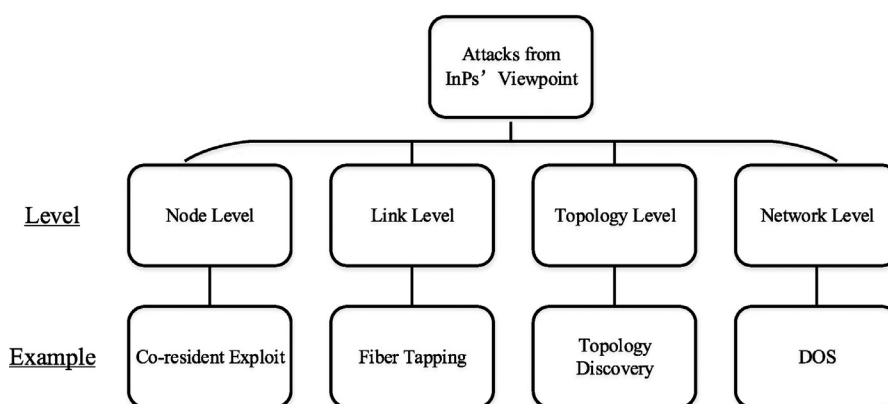 Attacks from
InPs’ Viewpoint
Level
Node Level
Link Level
Topology Level
Network Level
Example
Co-resident Exploit
Fiber Tapping
Topology
Discovery
DOS